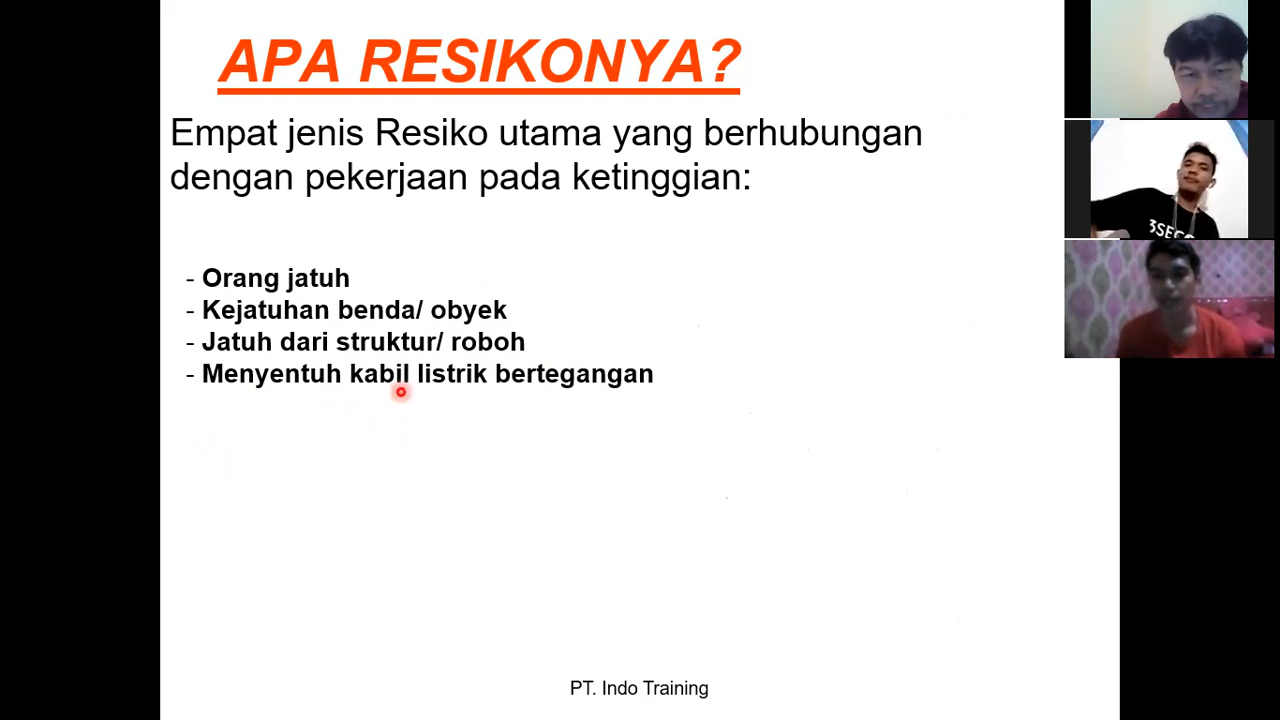 APA RESIKONYA?
Empat jenis Resiko utama yang berhubungan
dengan pekerjaan pada ketinggian:
- Orang jatuh
- Kejatuhan benda/ obyek
- Jatuh dari struktur/ roboh
- Menyentuh kabil listrik bertegangan
PT. Indo Training